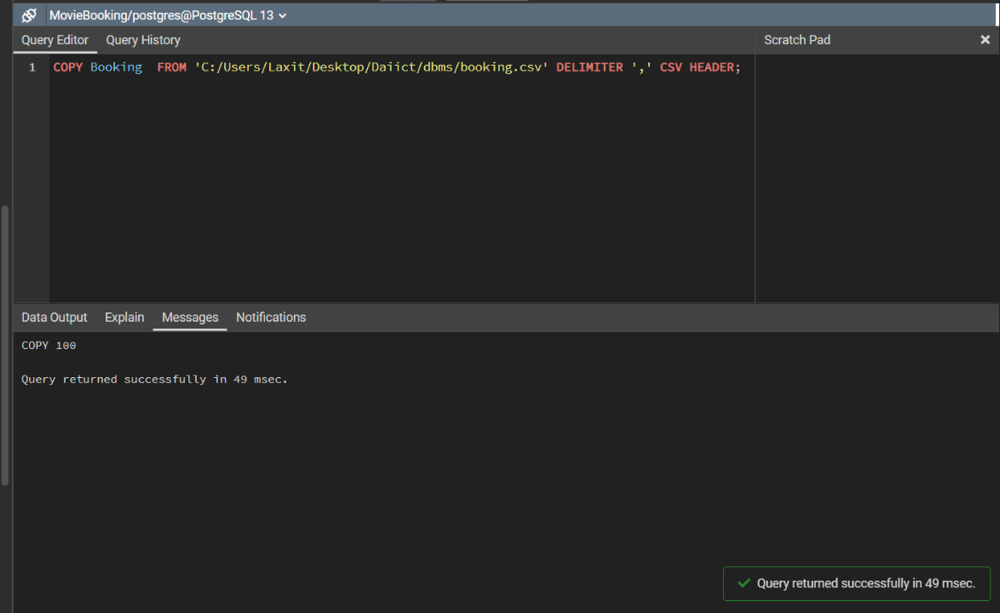 MovieBooking/postgres@PostgreSQL 13
Query Editor Query History Scratch Pad
1 COPY Booking  FROM 'C:/Users/Laxit/Desktop/Daiict/dbms/booking.csv' DELIMITER ',' CSV HEADER;
Data Output Explain Messages Notifications
COPY 100
Query returned successfully in 49 msec.
Query returned successfully in 49 msec.